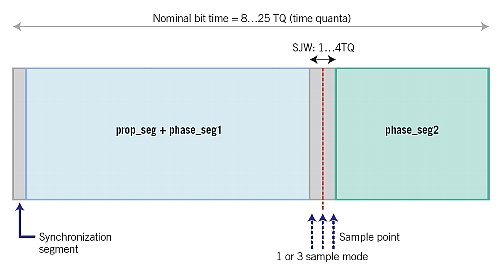 Nominal bit time = 8...25 TQ (time quanta)
SJW: 1...4TQ
prop_seg + phase_seg1
phase_seg2
Synchronization
segment
Sample point
1 or 3 sample mode